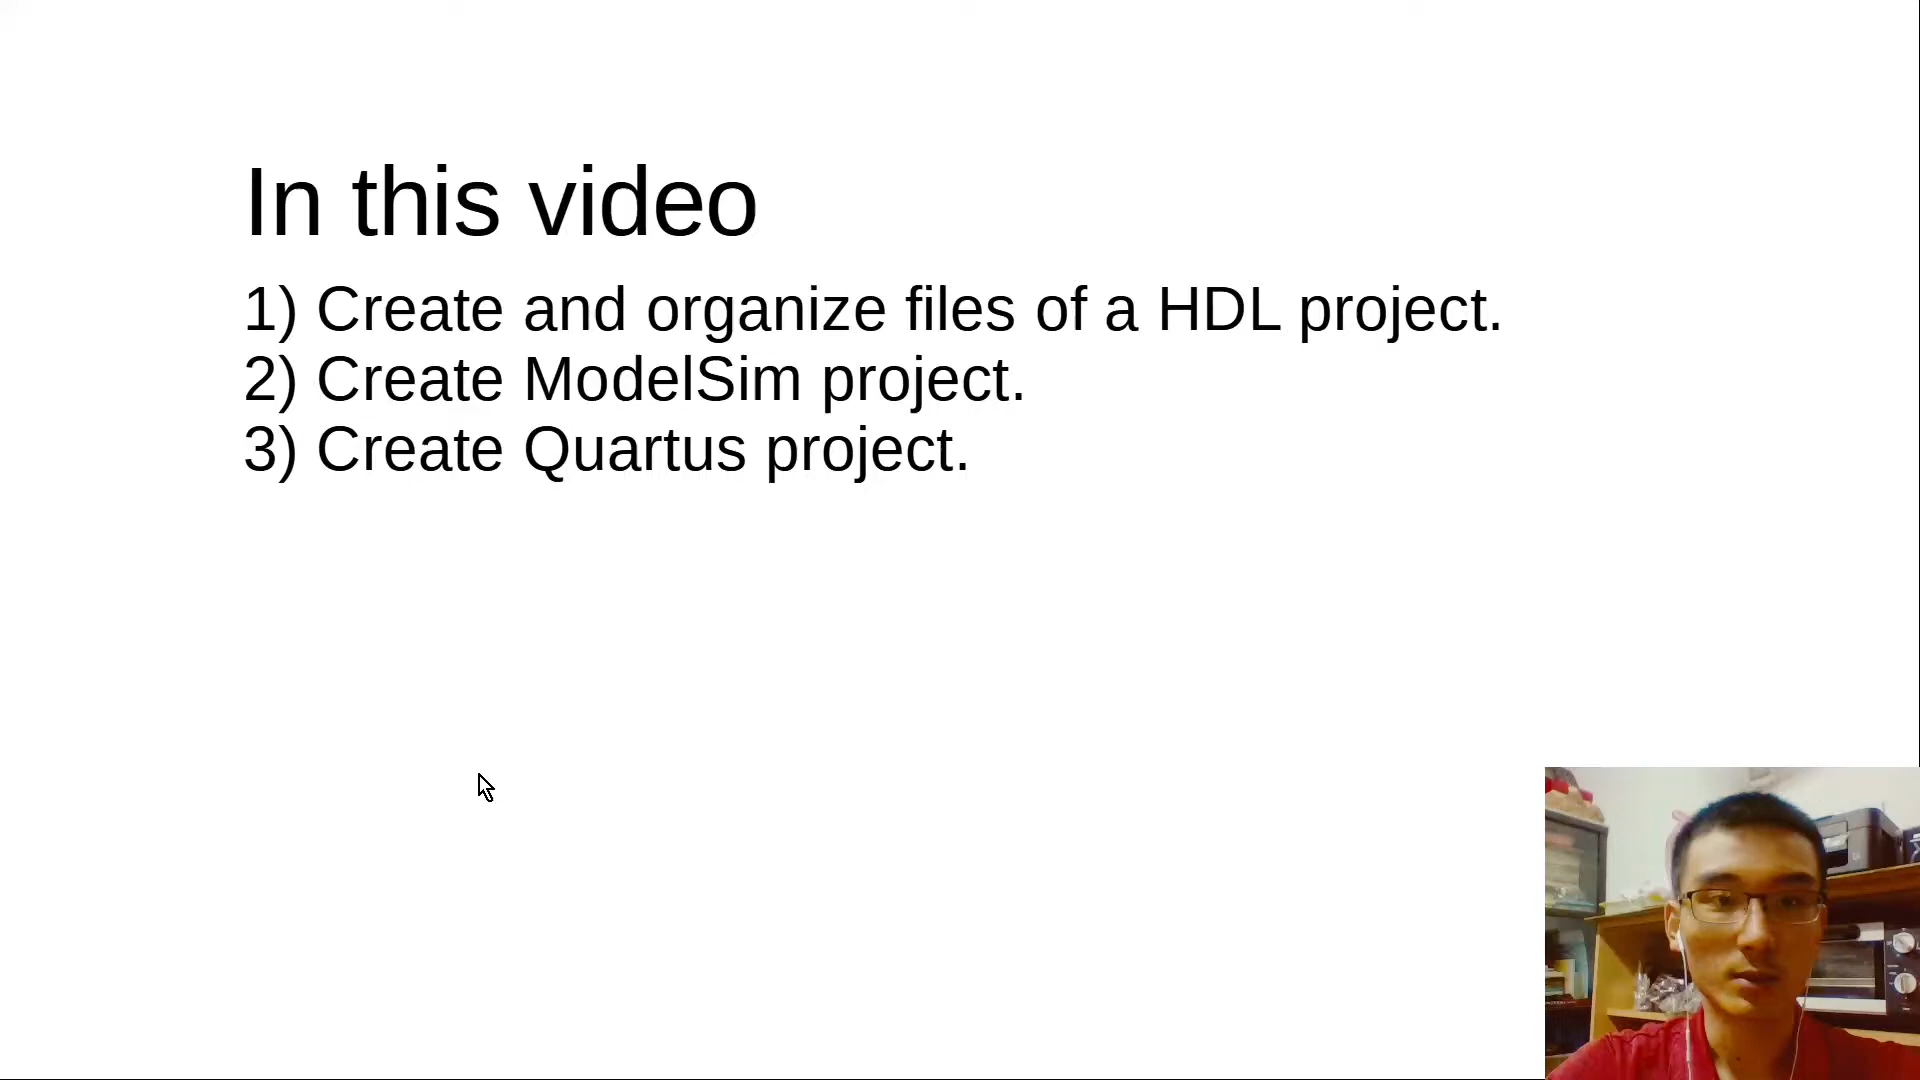 In this video
1) Create and organize files of a HDL project.
2) Create ModelSim project.
3) Create Quartus project.